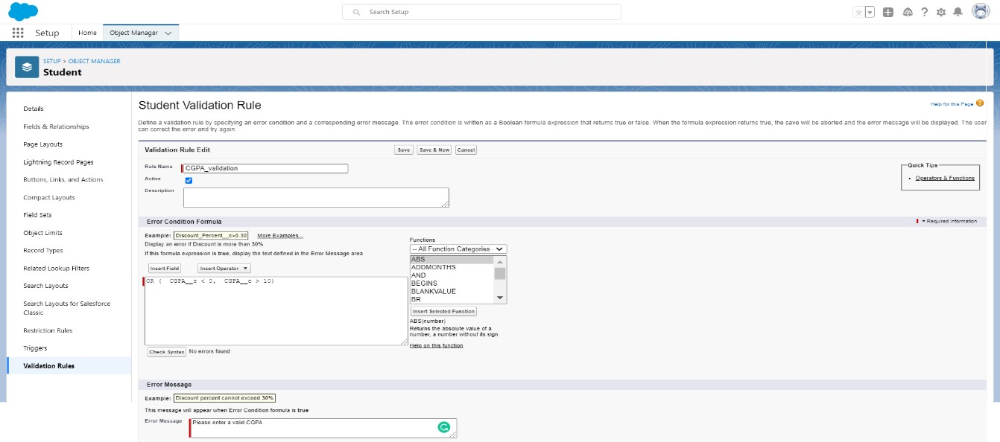 Search Setup
Setup
Home
Object Manager
SETUP > OBJECT MANAGER
Student
Details
Fields & Relationships
Page Layouts
Lightning Record Pages
Buttons, Links, and Actions
Compact Layouts
Field Sets
Object Limits
Record Types
Related Lookup Filters
Search Layouts
Search Layouts for Salesforce
Classic
Restriction Rules
Triggers
Validation Rules
Student Validation Rule
Help for this Page
Define a validation rule by specifying an error condition and a corresponding error message. The error condition is written as a Boolean formula expression that returns true or false. When the formula expression returns true, the save will be aborted and the error message will be displayed. The user
can correct the error and try again.
Validation Rule Edit
Save
Save & New
Cancel
Rule Name
CGPA_validation
Active
Description
Quick Tips
Operators & Functions
Error Condition Formula
= Required Information
Example:
Discount_Percent__c>0.30
More Examples...
Display an error if Discount is more than 30%
If this formula expression is true, display the text defined in the Error Message area
Insert Field
Insert Operator
OR (  CGPA__c < 0,  CGPA__c > 10)
Functions
-- All Function Categories -
ABS
ADDMONTHS
AND
BEGINS
BLANKVALUE
BR
Insert Selected Function
ABS(number)
Returns the absolute value of a
number, a number without its sign
Help on this function
Check Syntax
No errors found
Error Message
Example:
Discount percent cannot exceed 30%
This message will appear when Error Condition formula is true
Error Message
Please enter a valid CGPA